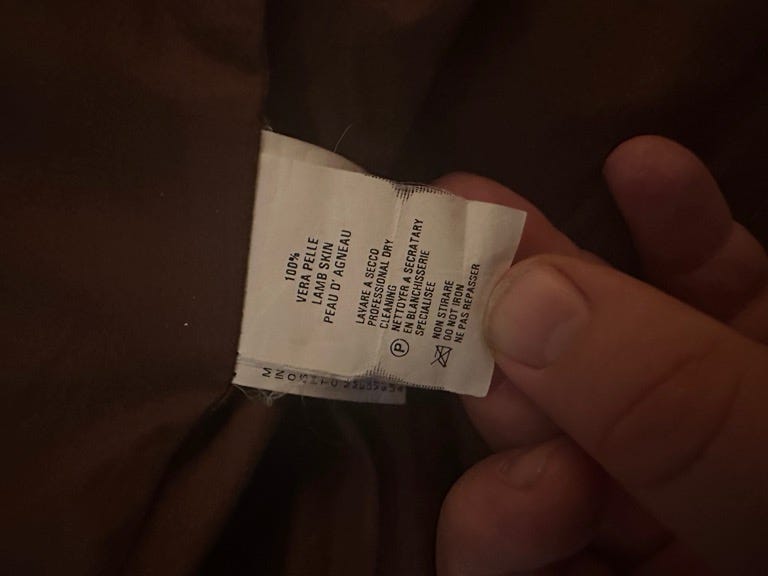 100%
VERA PELLE
LAMB SKIN
PEAU D' AGNEAU
LAVARE A SECCO
PROFESSIONAL DRY
CLEANING
NETTOYER A SECRATARY
EN BLANCHISSERIE
SPECIALISEE
P
NON STIRARE
DO NOT IRON
NE PAS REPASSER